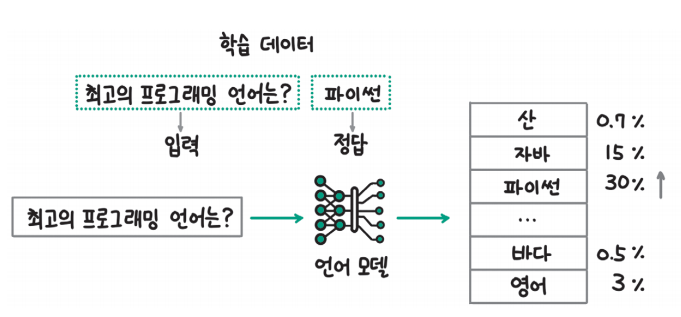 학습 데이터
최고의 프로그래밍 언어는? 파이썬
입력 정답
최고의 프로그래밍 언어는?
언어 모델
산 0.7 %
자바 15 %
파이썬 30 %
...
바다 0.5 %
영어 3 %